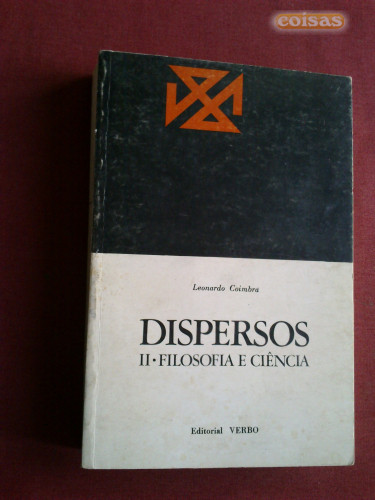 coisas
Leonardo Coimbra
DISPERSOS
II • FILOSOFIA E CIÊNCIA
Editorial VERBO